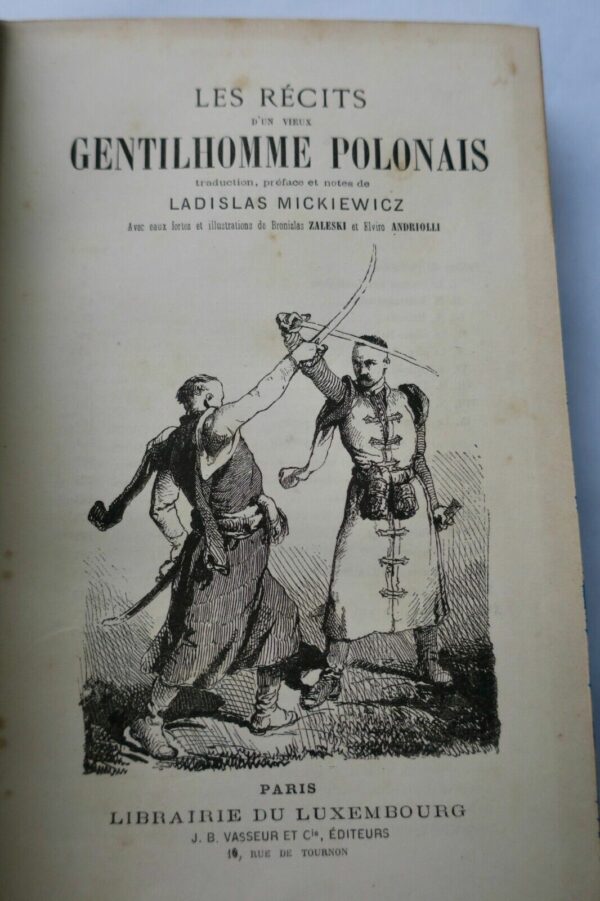 LES RÉCITS
D'UN VIEUX
GENTILHOMME POLONAIS
traduction, préface et notes de
LADISLAS MICKIEWICZ
Avec eaux fortes et illustrations de Bronislas ZALESKI et Elviro ANDRIOLLI
PARIS
LIBRAIRIE DU LUXEMBOURG
J. B. VASSEUR ET Cie, ÉDITEURS
RUE DE TOURNON